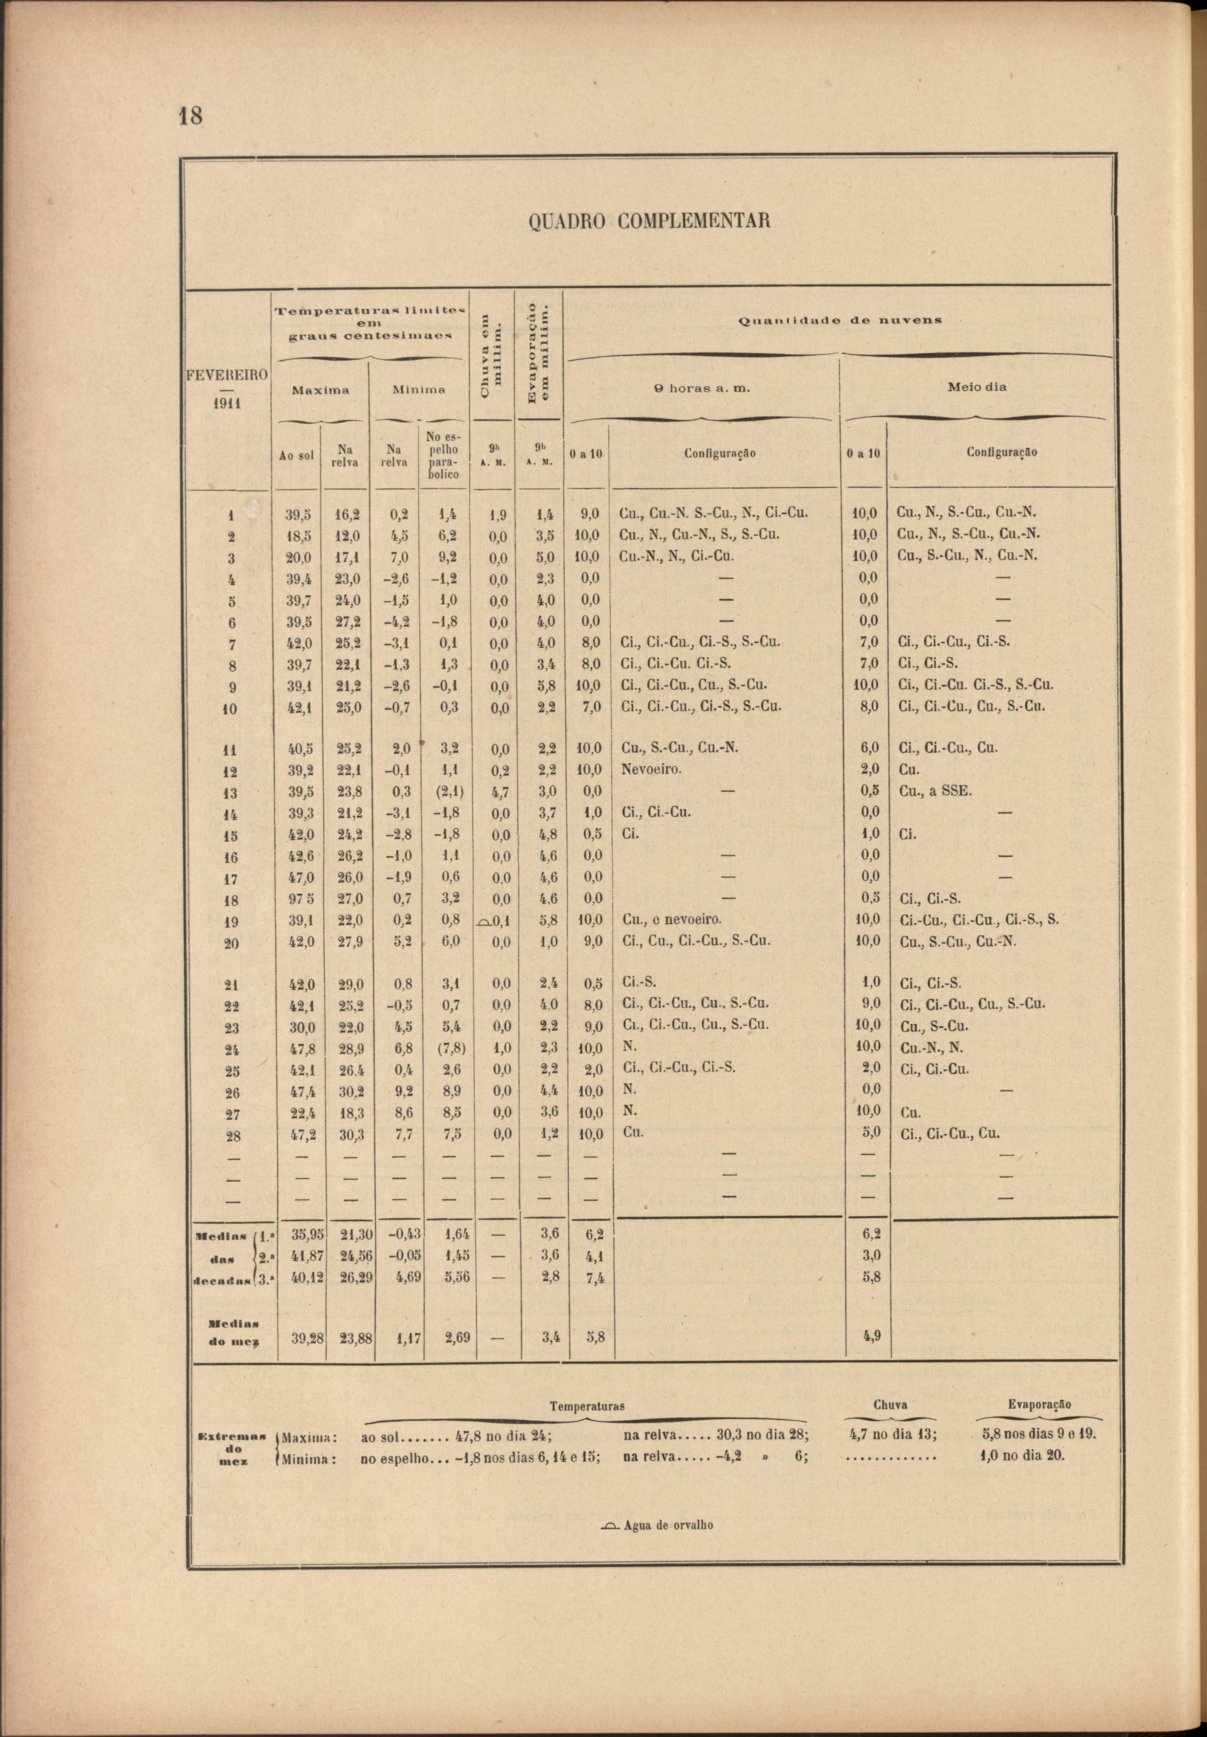 18
QUADRO COMPLEMENTAR
FEVEREIRO
—
1911
Temperaturas limites
em
graus centesimaes
Chuva em
millim.
Evaporação
em millim.
Quantidade de nuvens
Maxima Minima 9 horas a. m. Meio dia
Ao sol Na relva Na relva No es-pelho para-bolico 9h A. M. 9h A. M. 0 a 10 Configuração 0 a 10 Configuração
1 39,5 16,2 0,2 1,4 1,9 1,4 9,0 Cu., Cu.-N. S.-Cu., N., Ci.-Cu. 10,0 Cu., N., S.-Cu., Cu.-N.
2 18,5 12,0 4,5 6,2 0,0 3,5 10,0 Cu., N., Cu.-N., S., S.-Cu. 10,0 Cu., N., S.-Cu., Cu.-N.
3 20,0 17,1 7,0 9,2 0,0 5,0 10,0 Cu.-N., N., Ci.-Cu. 10,0 Cu., S.-Cu., N., Cu.-N.
4 39,4 23,0 –2,6 –1,2 0,0 2,3 0,0 — 0,0 —
5 39,7 24,0 –1,5 1,0 0,0 4,0 0,0 — 0,0 —
6 39,5 27,2 –4,2 –1,8 0,0 4,0 0,0 — 0,0 —
7 42,0 25,2 –3,1 0,1 0,0 4,0 8,0 Ci., Ci.-Cu., Ci.-S., S.-Cu. 7,0 Ci., Ci.-Cu., Ci.-S.
8 39,7 22,1 –1,3 1,3 0,0 3,4 8,0 Ci., Ci.-Cu. Ci.-S. 7,0 Ci., Ci.-S.
9 39,1 21,2 –2,6 –0,1 0,0 5,8 10,0 Ci., Ci.-Cu., Cu., S.-Cu. 10,0 Ci., Ci.-Cu. Ci.-S., S.-Cu.
10 42,1 25,0 –0,7 0,3 0,0 2,2 7,0 Ci., Ci.-Cu., Ci.-S., S.-Cu. 8,0 Ci., Ci.-Cu., Cu., S.-Cu.
11 40,5 25,2 2,0 3,2 0,0 2,2 10,0 Cu., S.-Cu., Cu.-N. 6,0 Ci., Ci.-Cu., Cu.
12 39,2 22,1 –0,1 1,1 0,2 2,2 10,0 Nevoeiro. 2,0 Cu.
13 39,5 23,8 0,3 (2,1) 4,7 3,0 0,0 — 0,5 Cu., a SSE.
14 39,3 21,2 –3,1 –1,8 0,0 3,7 1,0 Ci., Ci.-Cu. 0,0 —
15 42,0 24,2 –2,8 –1,8 0,0 4,8 0,5 Ci. 1,0 Ci.
16 42,6 26,2 –1,0 1,1 0,0 4,6 0,0 — 0,0 —
17 47,0 26,0 –1,9 0,6 0,0 4,6 0,0 — 0,0 —
18 97 5 27,0 0,7 3,2 0,0 4,6 0,0 — 0,5 Ci., Ci.-S.
19 39,1 22,0 0,2 0,8 ⌓0,1 5,8 10,0 Cu., e nevoeiro. 10,0 Ci.-Cu., Ci.-Cu., Ci.-S., S.
20 42,0 27,9 5,2 6,0 0,0 1,0 9,0 Ci., Cu., Ci.-Cu., S.-Cu. 10,0 Cu., S.-Cu., Cu.-N.
21 42,0 29,0 0,8 3,1 0,0 2,4 0,5 Ci.-S. 1,0 Ci., Ci.-S.
22 42,1 25,2 –0,5 0,7 0,0 4,0 8,0 Ci., Ci.-Cu., Cu., S.-Cu. 9,0 Ci., Ci.-Cu., Cu., S.-Cu.
23 30,0 22,0 4,5 5,4 0,0 2,2 9,0 Ci., Ci.-Cu., Cu., S.-Cu. 10,0 Cu., S-.Cu.
24 47,8 28,9 6,8 (7,8) 1,0 2,3 10,0 N. 10,0 Cu.-N., N.
25 42,1 26,4 0,4 2,6 0,0 2,2 2,0 Ci., Ci.-Cu., Ci.-S. 2,0 Ci., Ci.-Cu.
26 47,4 30,2 9,2 8,9 0,0 4,4 10,0 N. 0,0 —
27 22,4 18,3 8,6 8,5 0,0 3,6 10,0 N. 10,0 Cu.
28 47,2 30,3 7,7 7,5 0,0 1,2 10,0 Cu. 5,0 Ci., Ci.-Cu., Cu.
— — — — — — — — — — —
— — — — — — — — — — —
— — — — — — — — — — —
Medias 1.ª 35,95 21,30 –0,43 1,64 — 3,6 6,2 6,2
das 2.ª 41,87 24,56 –0,05 1,45 — 3,6 4,1 3,0
decadas 3.ª 40,12 26,29 4,69 5,56 — 2,8 7,4 5,8
Medias
do mez 39,28 23,88 1,17 2,69 — 3,4 5,8 4,9
Temperaturas Chuva Evaporação
Extremas
do
mez
Maxima: ao sol....... 47,8 no dia 24; na relva..... 30,3 no dia 28; 4,7 no dia 13; 5,8 nos dias 9 e 19.
Minima: no espelho... –1,8 nos dias 6, 14 e 15; na relva..... –4,2 » 6; ............. 1,0 no dia 20.
⌓ Agua de orvalho